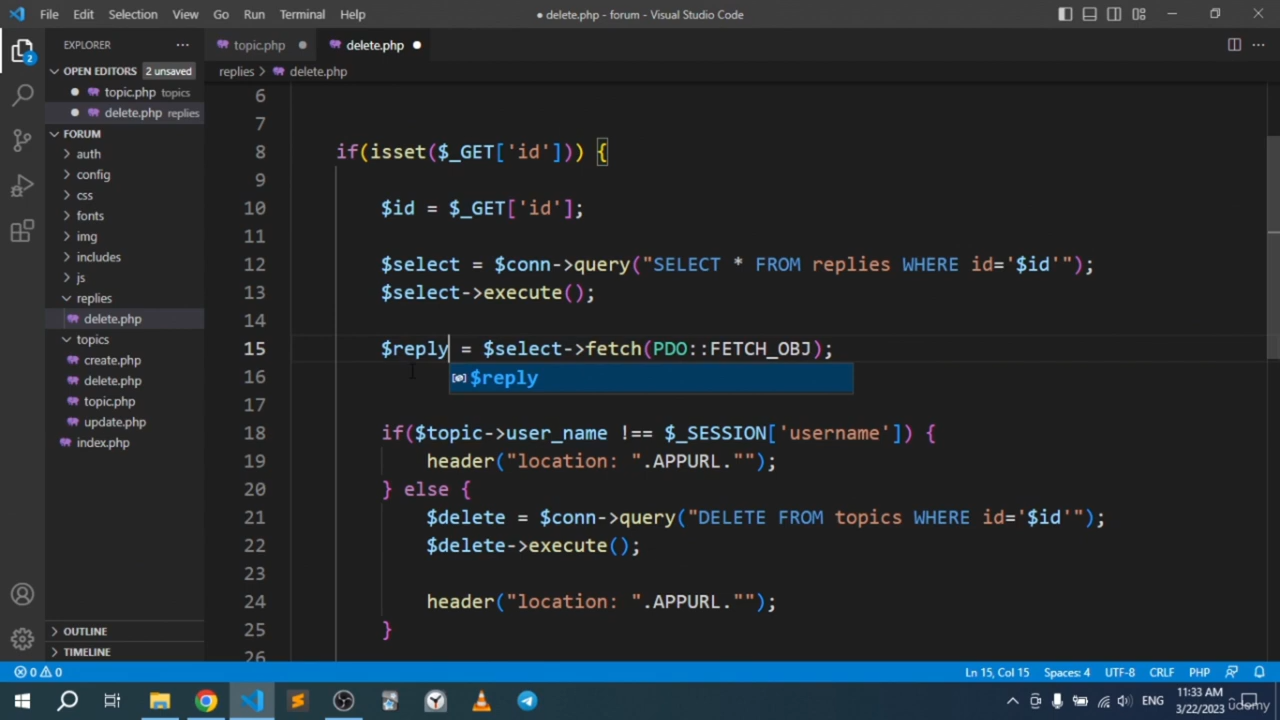 File Edit Selection View Go Run Terminal Help
● delete.php - forum - Visual Studio Code
EXPLORER
topic.php
delete.php
OPEN EDITORS 2 unsaved
replies > delete.php
topic.php topics
delete.php replies
FORUM
auth
config
css
fonts
img
includes
js
replies
delete.php
topics
create.php
delete.php
topic.php
update.php
index.php
OUTLINE
TIMELINE
6
7
8 if(isset($_GET['id'])) {
9
10 $id = $_GET['id'];
11
12 $select = $conn->query("SELECT * FROM replies WHERE id='$id'");
13 $select->execute();
14
15 $reply = $select->fetch(PDO::FETCH_OBJ);
16 $reply
17
18 if($topic->user_name !== $_SESSION['username']) {
19 header("location: ".APPURL."");
20 } else {
21 $delete = $conn->query("DELETE FROM topics WHERE id='$id'");
22 $delete->execute();
23
24 header("location: ".APPURL."");
25 }
26
2
0 0
Ln 15, Col 15 Spaces: 4 UTF-8 CRLF PHP
ENG
11:33 AM
3/22/2023
udemy